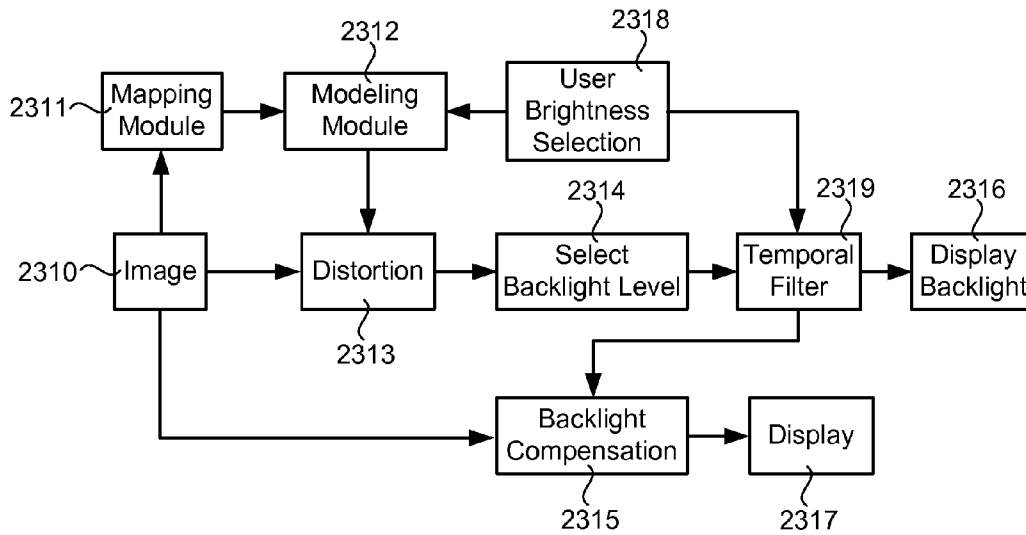 2312
2318
2311
Mapping
Module
Modeling
Module
User
Brightness
Selection
2314
2319
2316
2310
Image
Distortion
Select
Backlight Level
Temporal
Filter
Display
Backlight
2313
Backlight
Compensation
Display
2315
2317